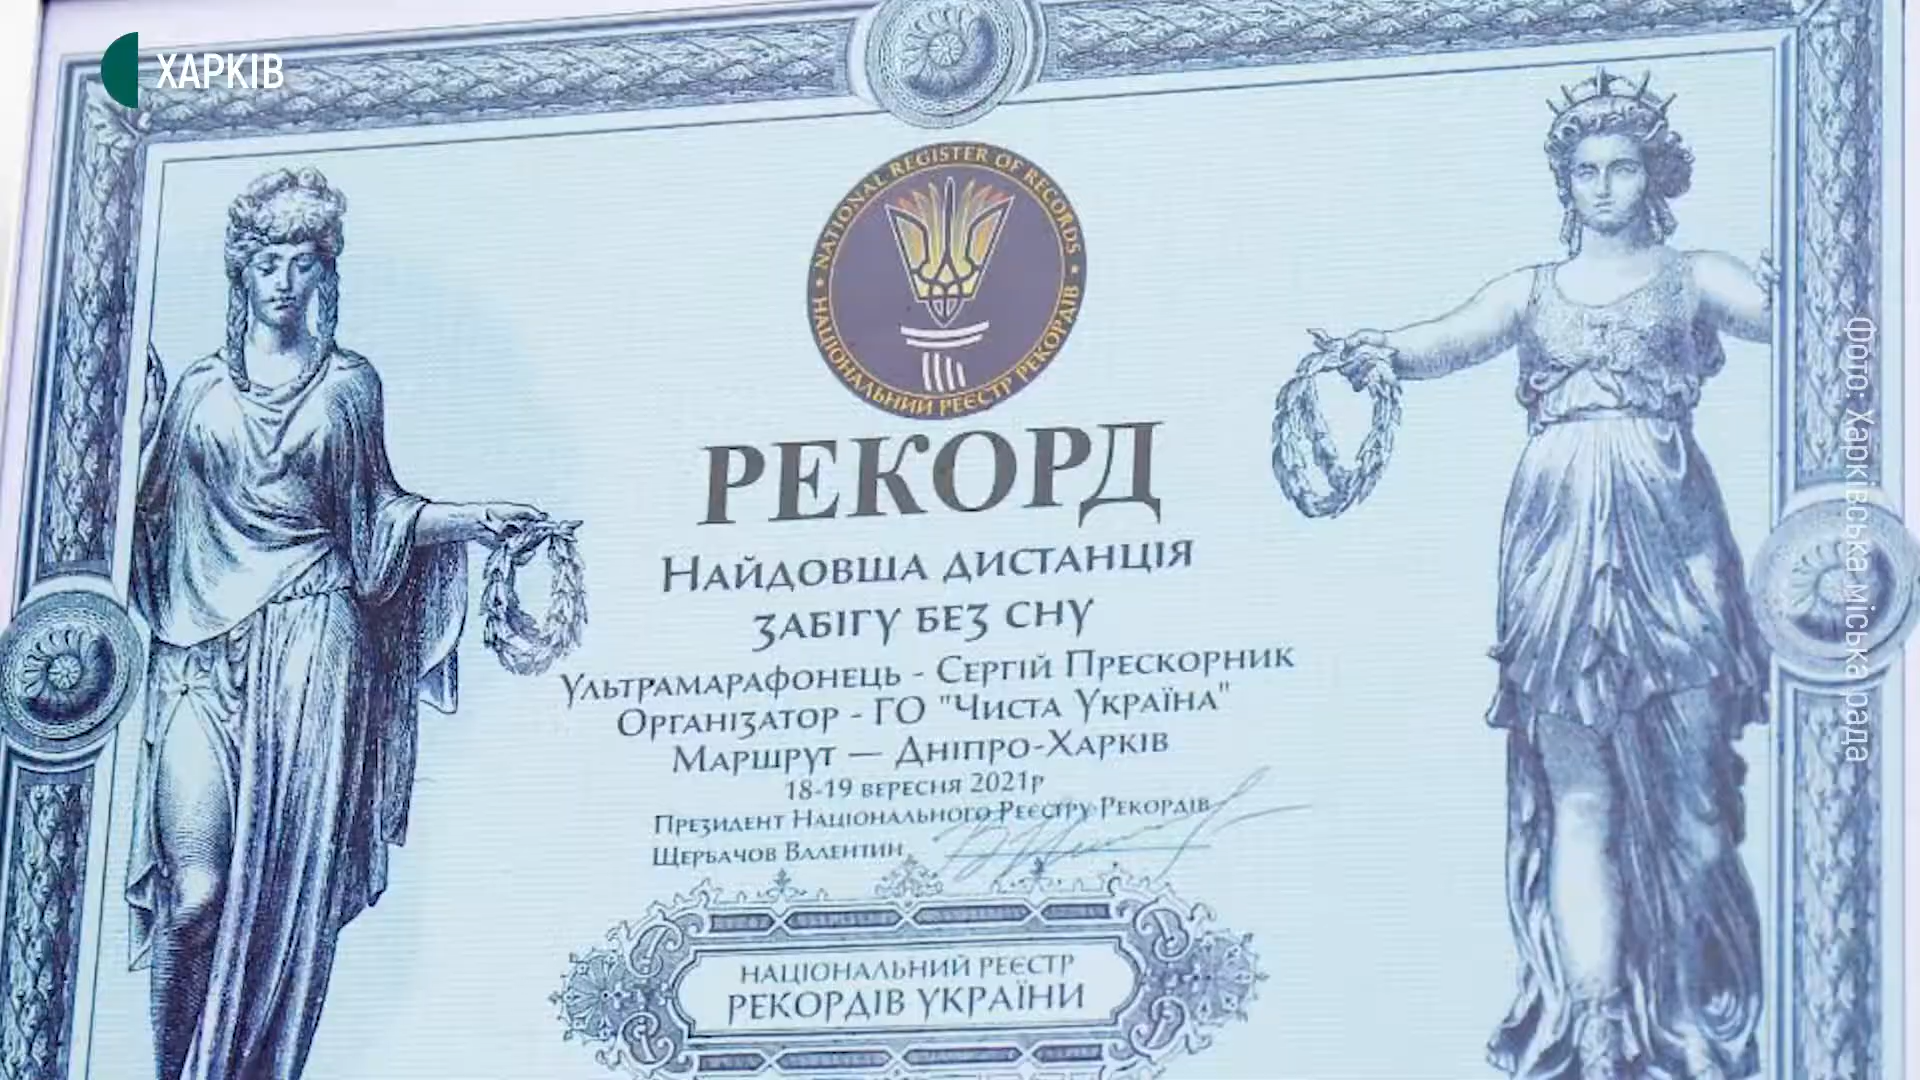 ХАРКІВ
NATIONAL REGISTER OF RECORDS
НАЦІОНАЛЬНИЙ РЕЄСТР РЕКОРДІВ
РЕКОРД
Найдовша дистанція
забігу без сну
Ультрамарафонець - Сергій Прескорник
Організатор - ГО "Чиста Україна"
Маршрут — Дніпро-Харків
18-19 вересня 2021р
Президент Національного Реєстру Рекордів
Щербачов Валентин
НАЦІОНАЛЬНИЙ РЕЄСТР
РЕКОРДІВ УКРАЇНИ
Фото: Харківська міська рада